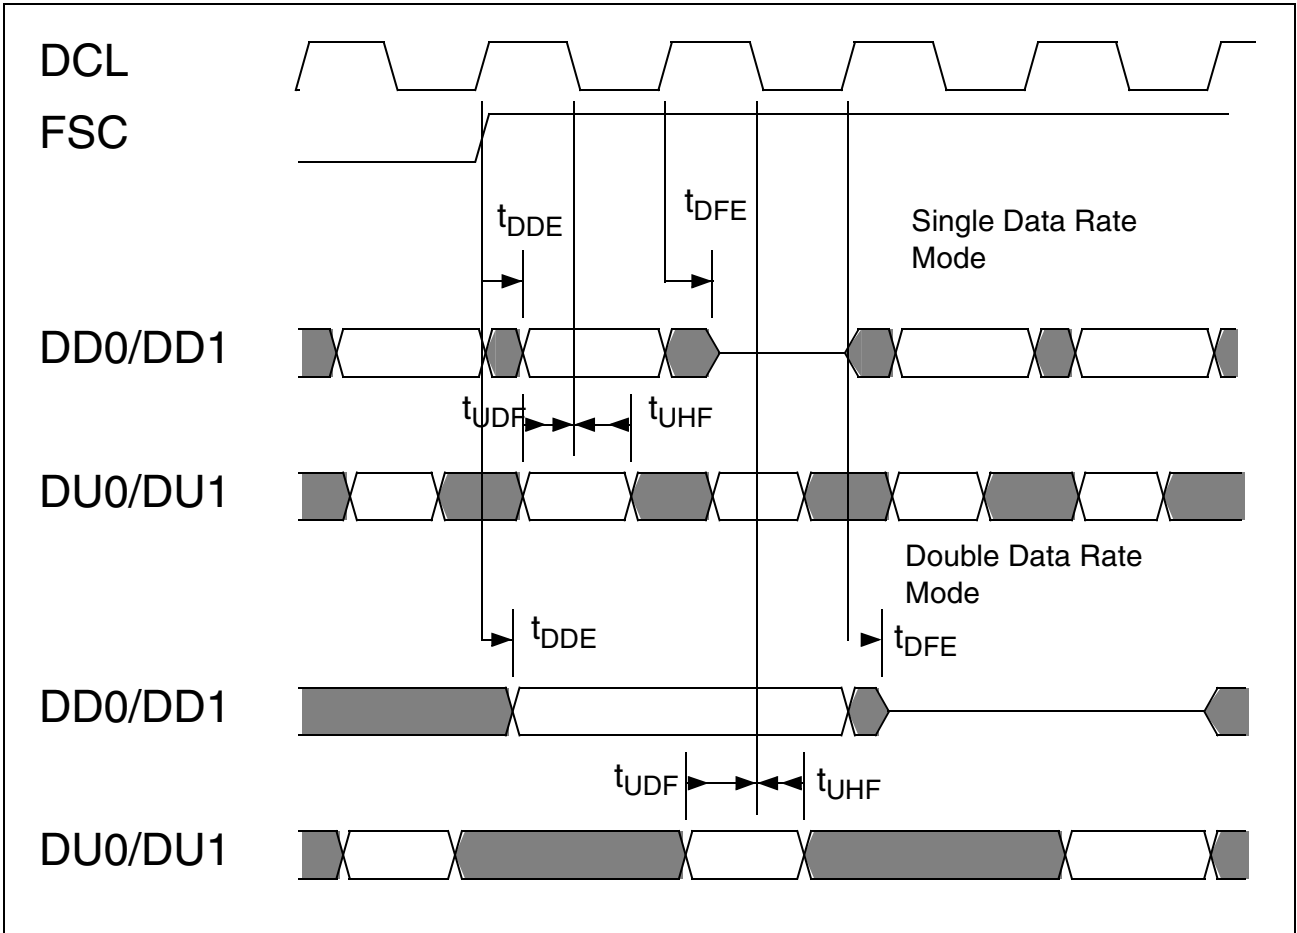 DCL
FSC
tDDE
tDFE
Single Data Rate
Mode
DD0/DD1
tUDF
tUHF
DU0/DU1
Double Data Rate
Mode
tDDE
tDFE
DD0/DD1
tUDF
tUHF
DU0/DU1